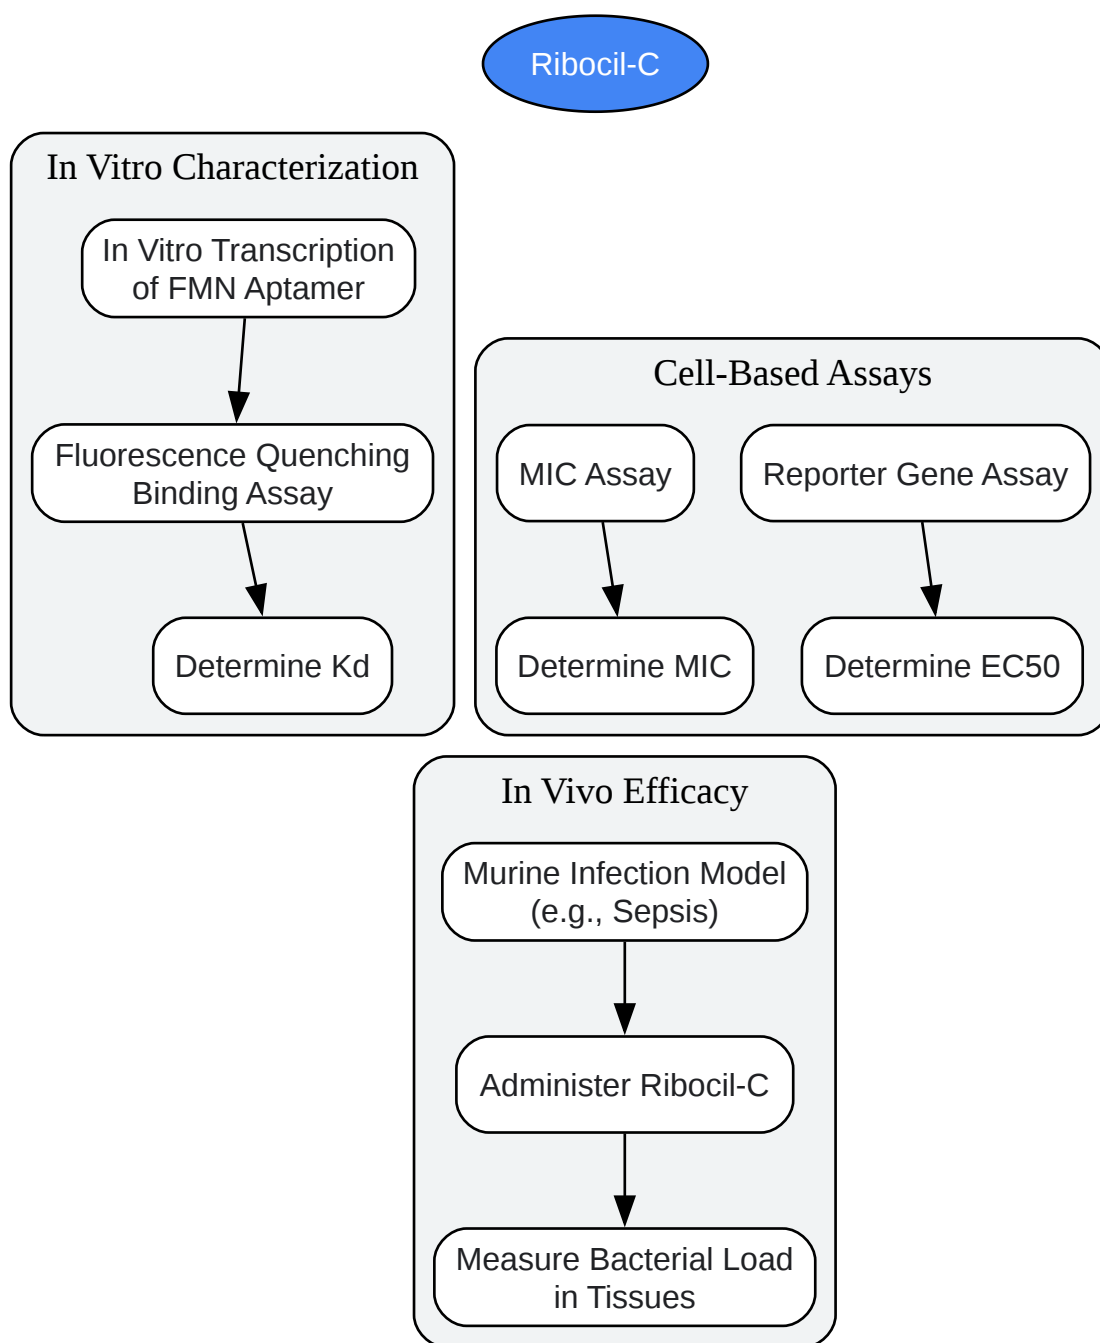 Ribocil-C
In Vitro Characterization
In Vitro Transcription
of FMN Aptamer
Fluorescence Quenching
Binding Assay
Determine Kd
Cell-Based Assays
MIC Assay
Reporter Gene Assay
Determine MIC
Determine EC50
In Vivo Efficacy
Murine Infection Model
(e.g., Sepsis)
Administer Ribocil-C
Measure Bacterial Load
in Tissues